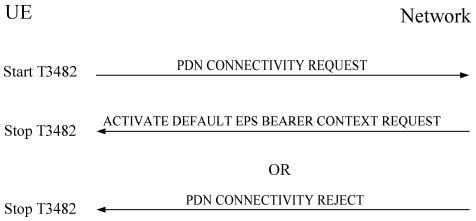 UE
Network
Start T3482
PDN CONNECTIVITY REQUEST
Stop T3482
ACTIVATE DEFAULT EPS BEARER CONTEXT REQUEST
OR
Stop T3482
PDN CONNECTIVITY REJECT